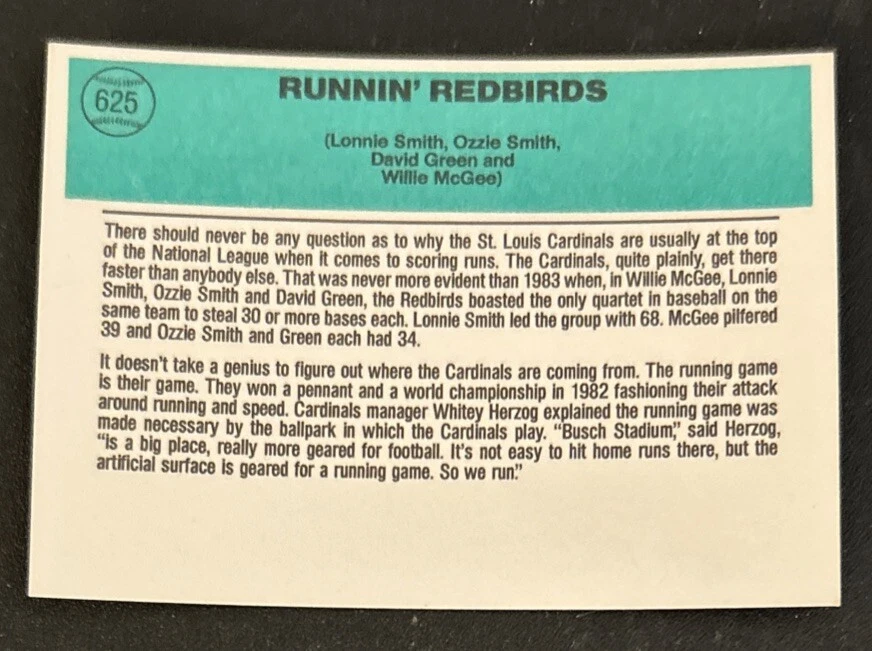 625
RUNNIN' REDBIRDS
(Lonnie Smith, Ozzie Smith,
David Green and
Willie McGee)
There should never be any question as to why the St. Louis Cardinals are usually at the top
of the National League when it comes to scoring runs. The Cardinals, quite plainly, get there
faster than anybody else. That was never more evident than 1983 when, in Willie McGee, Lonnie
Smith, Ozzie Smith and David Green, the Redbirds boasted the only quartet in baseball on the
same team to steal 30 or more bases each. Lonnie Smith led the group with 68. McGee pilfered
39 and Ozzie Smith and Green each had 34.
It doesn't take a genius to figure out where the Cardinals are coming from. The running game
is their game. They won a pennant and a world championship in 1982 fashioning their attack
around running and speed. Cardinals manager Whitey Herzog explained the running game was
made necessary by the ballpark in which the Cardinals play. "Busch Stadium," said Herzog,
"is a big place, really more geared for football. It's not easy to hit home runs there, but the
artificial surface is geared for a running game. So we run."